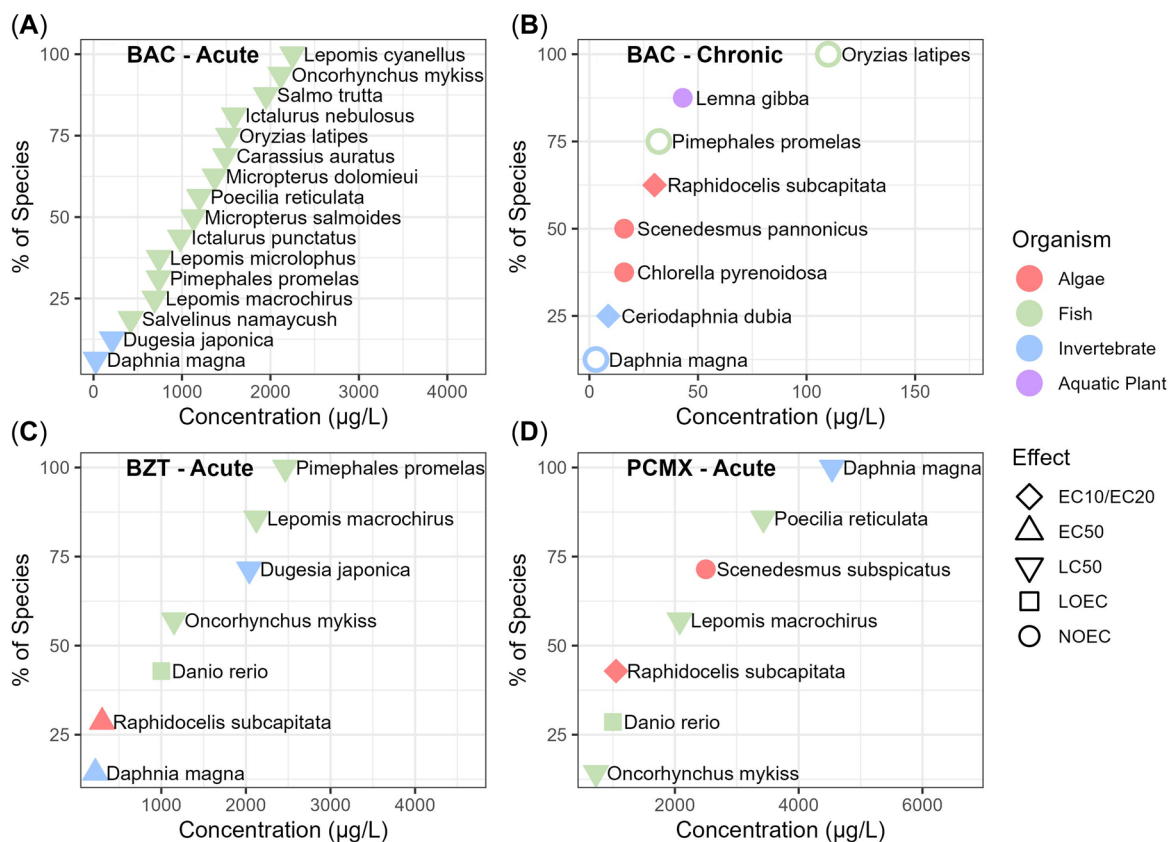 (A)
BAC - Acute
% of Species
100
75
50
25
Lepomis cyanellus
Oncorhynchus mykiss
Salmo trutta
Ictalurus nebulosus
Oryzias latipes
Carassius auratus
Micropterus dolomieui
Poecilia reticulata
Micropterus salmoides
Ictalurus punctatus
Lepomis microlophus
Pimephales promelas
Lepomis macrochirus
Salvelinus namaycush
Dugesia japonica
Daphnia magna
0 1000 2000 3000 4000
Concentration (µg/L)
(B)
BAC - Chronic
% of Species
100
75
50
25
Oryzias latipes
Lemna gibba
Pimephales promelas
Raphidocelis subcapitata
Scenedesmus pannonicus
Chlorella pyrenoidosa
Ceriodaphnia dubia
Daphnia magna
0 50 100 150
Concentration (µg/L)
(C)
BZT - Acute
% of Species
100
75
50
25
Pimephales promelas
Lepomis macrochirus
Dugesia japonica
Oncorhynchus mykiss
Danio rerio
Raphidocelis subcapitata
Daphnia magna
1000 2000 3000 4000
Concentration (µg/L)
(D)
PCMX - Acute
% of Species
100
75
50
25
Daphnia magna
Poecilia reticulata
Scenedesmus subspicatus
Lepomis macrochirus
Raphidocelis subcapitata
Danio rerio
Oncorhynchus mykiss
2000 4000 6000
Concentration (µg/L)
Organism
Algae
Fish
Invertebrate
Aquatic Plant
Effect
EC10/EC20
EC50
LC50
LOEC
NOEC